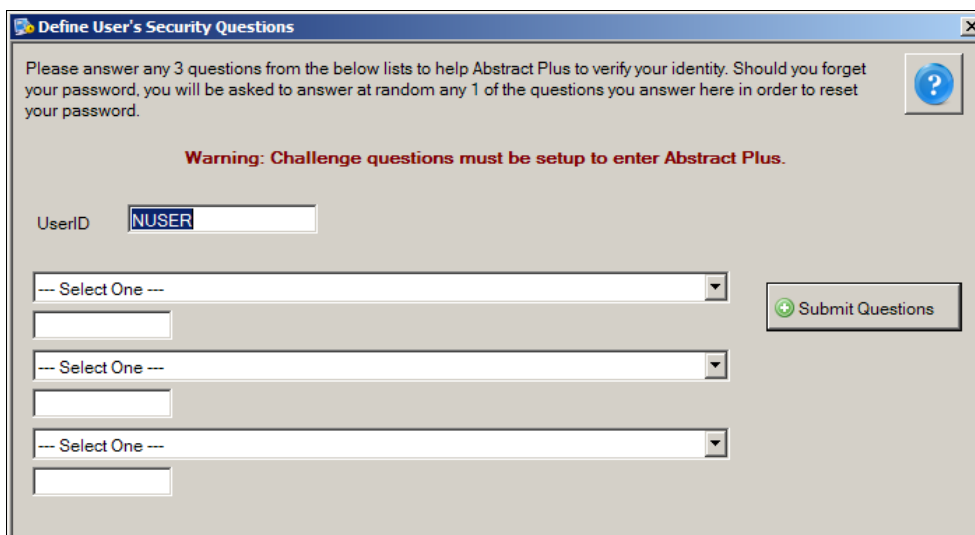 Define User's Security Questions
Please answer any 3 questions from the below lists to help Abstract Plus to verify your identity. Should you forget
your password, you will be asked to answer at random any 1 of the questions you answer here in order to reset
your password.
?
Warning: Challenge questions must be setup to enter Abstract Plus.
UserID
NUSER
--- Select One ---
Submit Questions
--- Select One ---
--- Select One ---